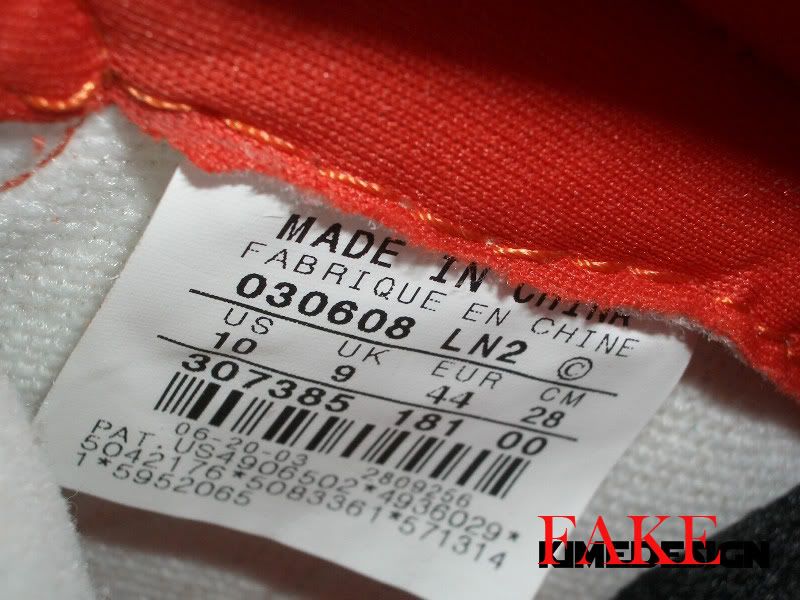 MADE IN CHINA
FABRIQUE EN CHINE
030608 LN2 ©
US UK EUR CM
10 9 44 28
307385 181 00
06-20-03 2809256
PAT. US4906502*4936029*
5042176*5083361*571314
1*5952065
FAKE
KIMEDESIGN